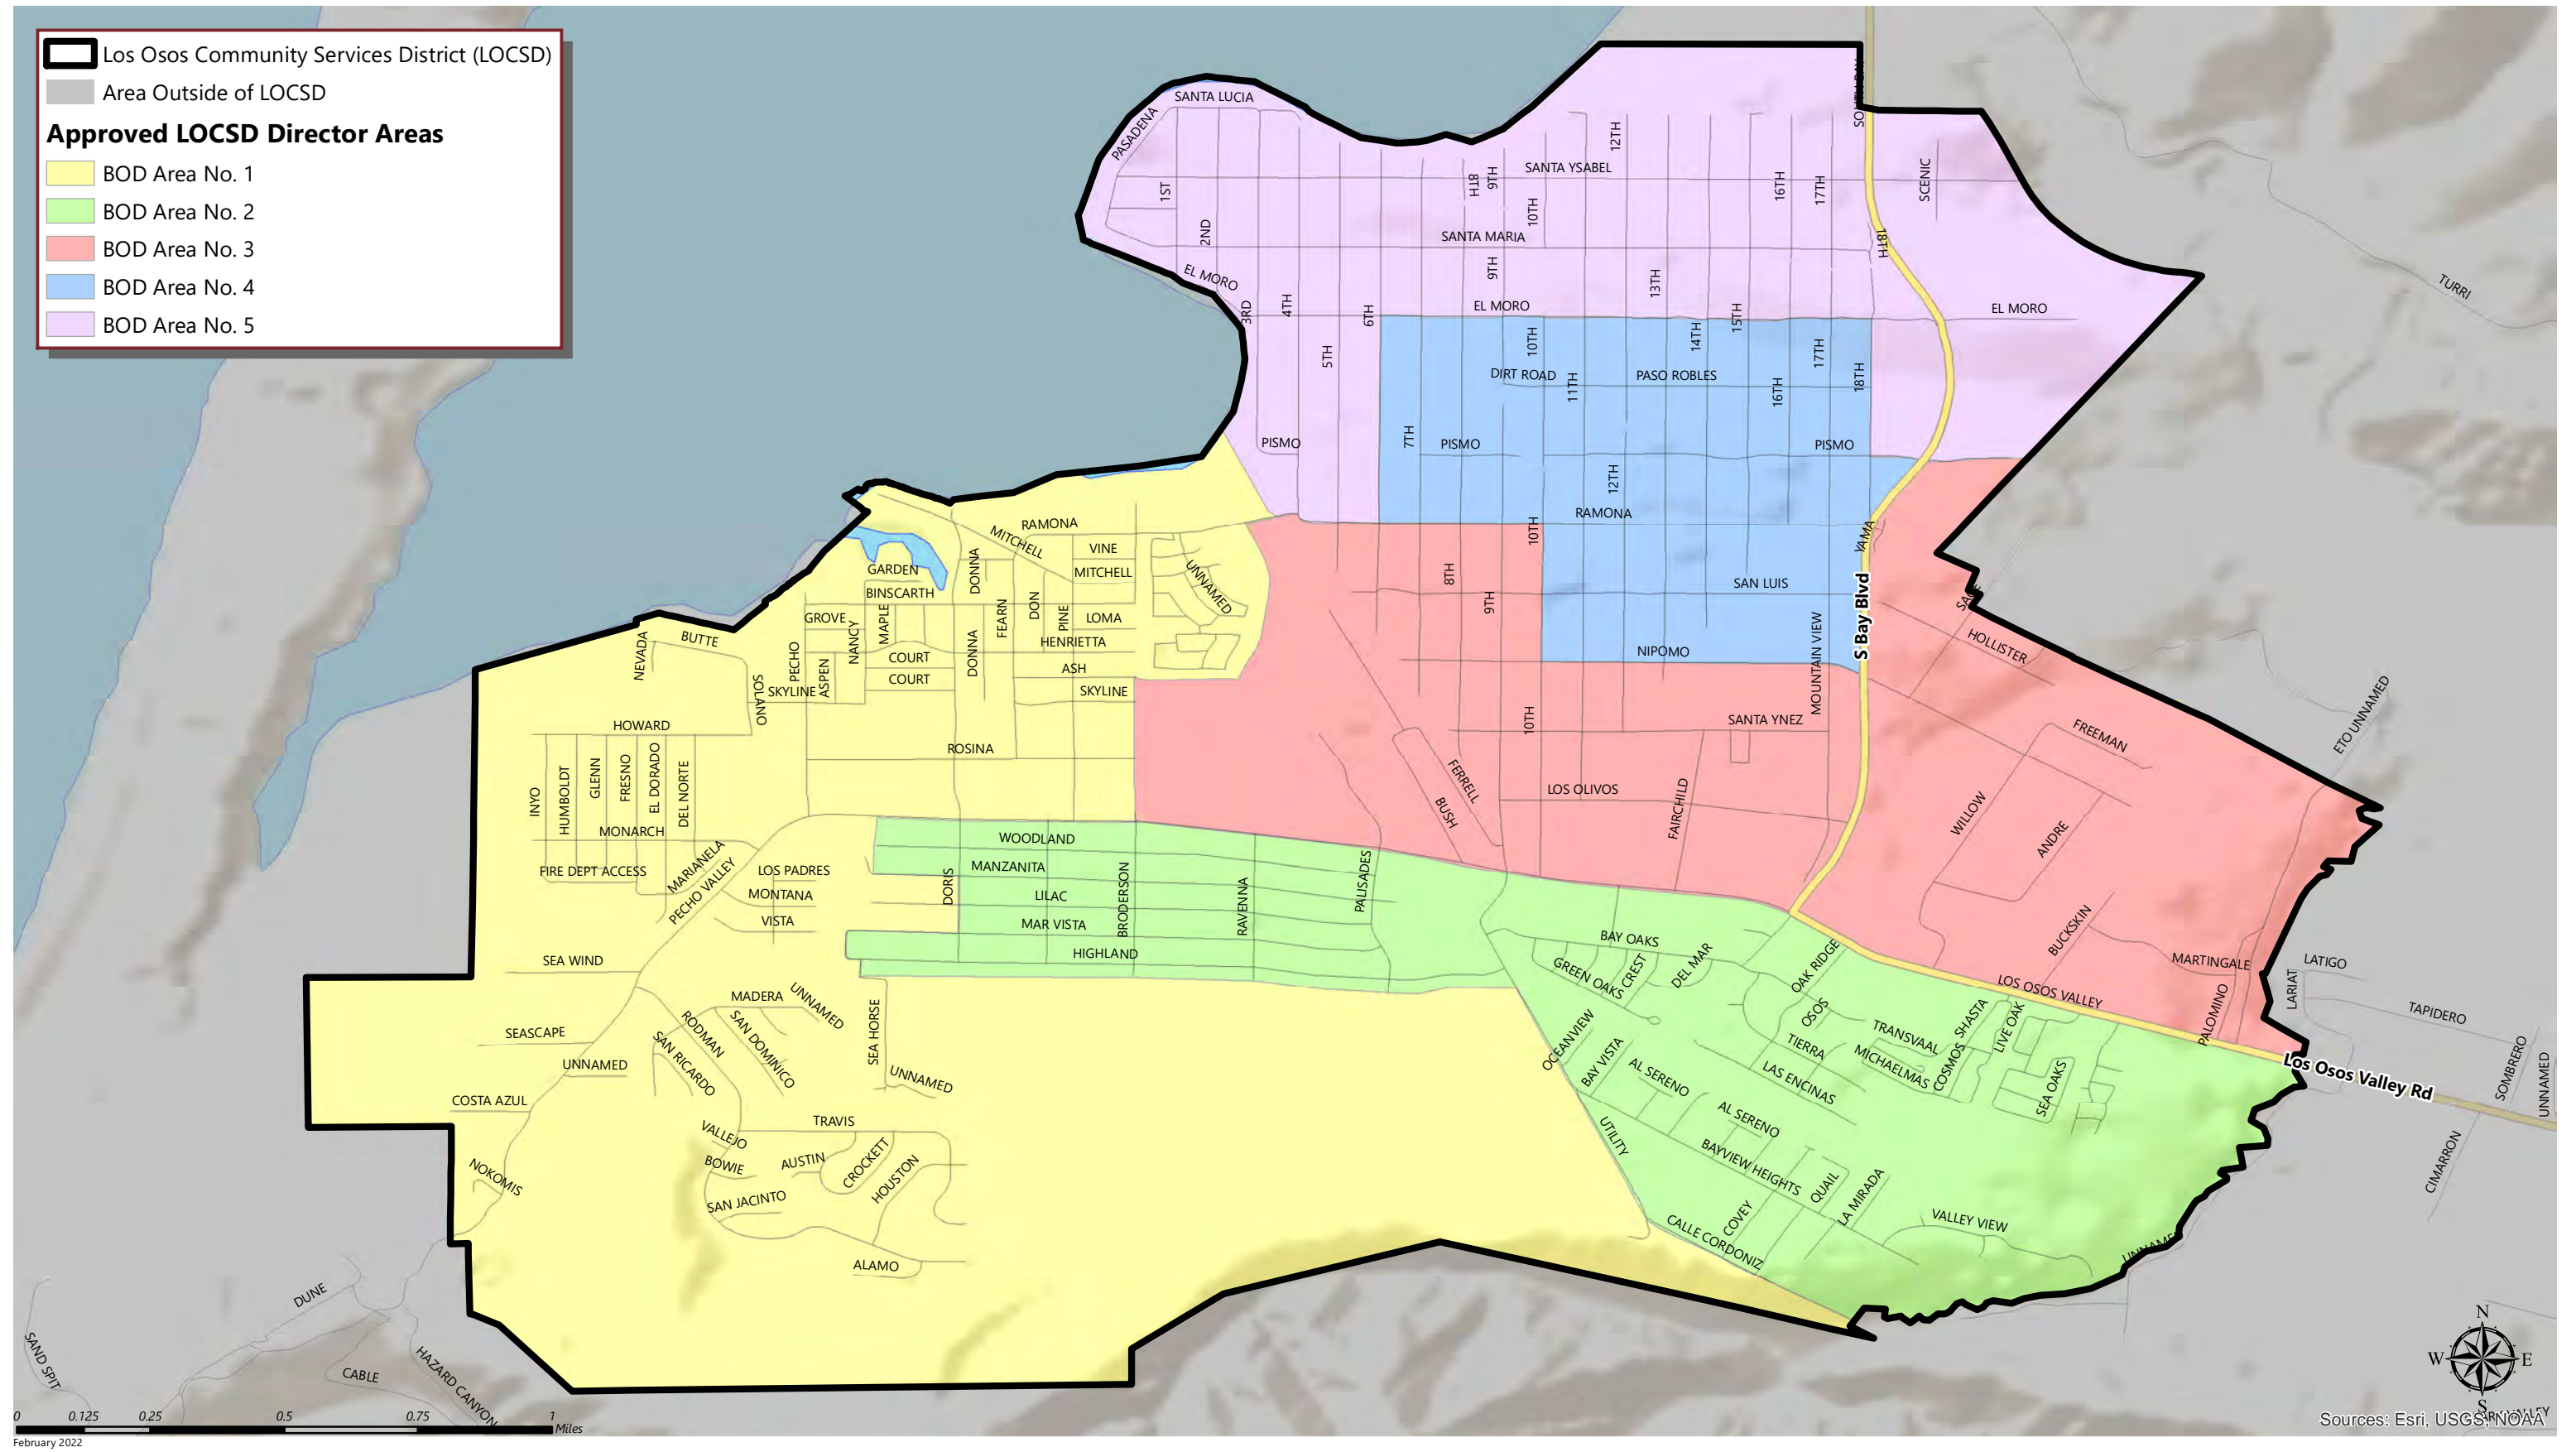 Los Osos Community Services District (LOCSD)
Area Outside of LOCSD
Approved LOCSD Director Areas
BOD Area No. 1
BOD Area No. 2
BOD Area No. 3
BOD Area No. 4
BOD Area No. 5
SANTA LUCIA
PASADENA
12TH
SANTA YSABEL
8TH
9TH
1ST
16TH
17TH
SCENIC
10TH
2ND
SANTA MARIA
18TH
9TH
EL MORO
13TH
TURRI
3RD
4TH
6TH
EL MORO
15TH
EL MORO
5TH
10TH
14TH
17TH
DIRT ROAD
PASO ROBLES
11TH
16TH
18TH
PISMO
7TH
PISMO
PISMO
12TH
RAMONA
RAMONA
MITCHELL
10TH
YAMA
VINE
MITCHELL
UNNAMED
GARDEN
DONNA
8TH
SAN LUIS
BINSCARTH
9TH
SAGE
GROVE
MAPLE
FEARN
DON
PINE
LOMA
S Bay Blvd
NEVADA
BUTTE
NANCY
HENRIETTA
HOLLISTER
PECHO
ASPEN
COURT
DONNA
ASH
NIPOMO
MOUNTAIN VIEW
COURT
SOLANO
SKYLINE
SKYLINE
ETO UNNAMED
HOWARD
10TH
SANTA YNEZ
FREEMAN
ROSINA
INYO
HUMBOLDT
GLENN
FRESNO
EL DORADO
DEL NORTE
FERRELL
LOS OLIVOS
BUSH
FAIRCHILD
WILLOW
ANDRE
MONARCH
WOODLAND
FIRE DEPT ACCESS
MARIANELA
PECHO VALLEY
LOS PADRES
MANZANITA
MONTANA
DORIS
LILAC
BRODERSON
RAVENNA
PALISADES
VISTA
MAR VISTA
BAY OAKS
BUCKSKIN
SEA WIND
HIGHLAND
GREEN OAKS
CREST
DEL MAR
OAK RIDGE
MARTINGALE
LATIGO
LARIAT
LOS OSOS VALLEY
MADERA
UNNAMED
OSOS
SHASTA
LIVE OAK
PALOMINO
TAPIDERO
SEASCAPE
RODMAN
SAN DOMINICO
SEA HORSE
OCEANVIEW
TRANSVAAL
TIERRA
MICHAELMAS
COSMOS
SAN RICARDO
UNNAMED
UNNAMED
BAY VISTA
AL SERENO
LAS ENCINAS
SEA OAKS
Los Osos Valley Rd
SOMBRERO
UNNAMED
COSTA AZUL
TRAVIS
VALLEJO
UTILITY
AL SERENO
BOWIE
AUSTIN
CROCKETT
HOUSTON
NOKOMIS
BAYVIEW HEIGHTS
QUAIL
LA MIRADA
CIMARRON
SAN JACINTO
COVEY
VALLEY VIEW
CALLE CORDONIZ
ALAMO
DUNE
SAND SPIT
CABLE
HAZARD CANYON
N
W
E
S
0
0.125
0.25
0.5
0.75
1
Miles
Sources: Esri, USGS, NOAA
February 2022